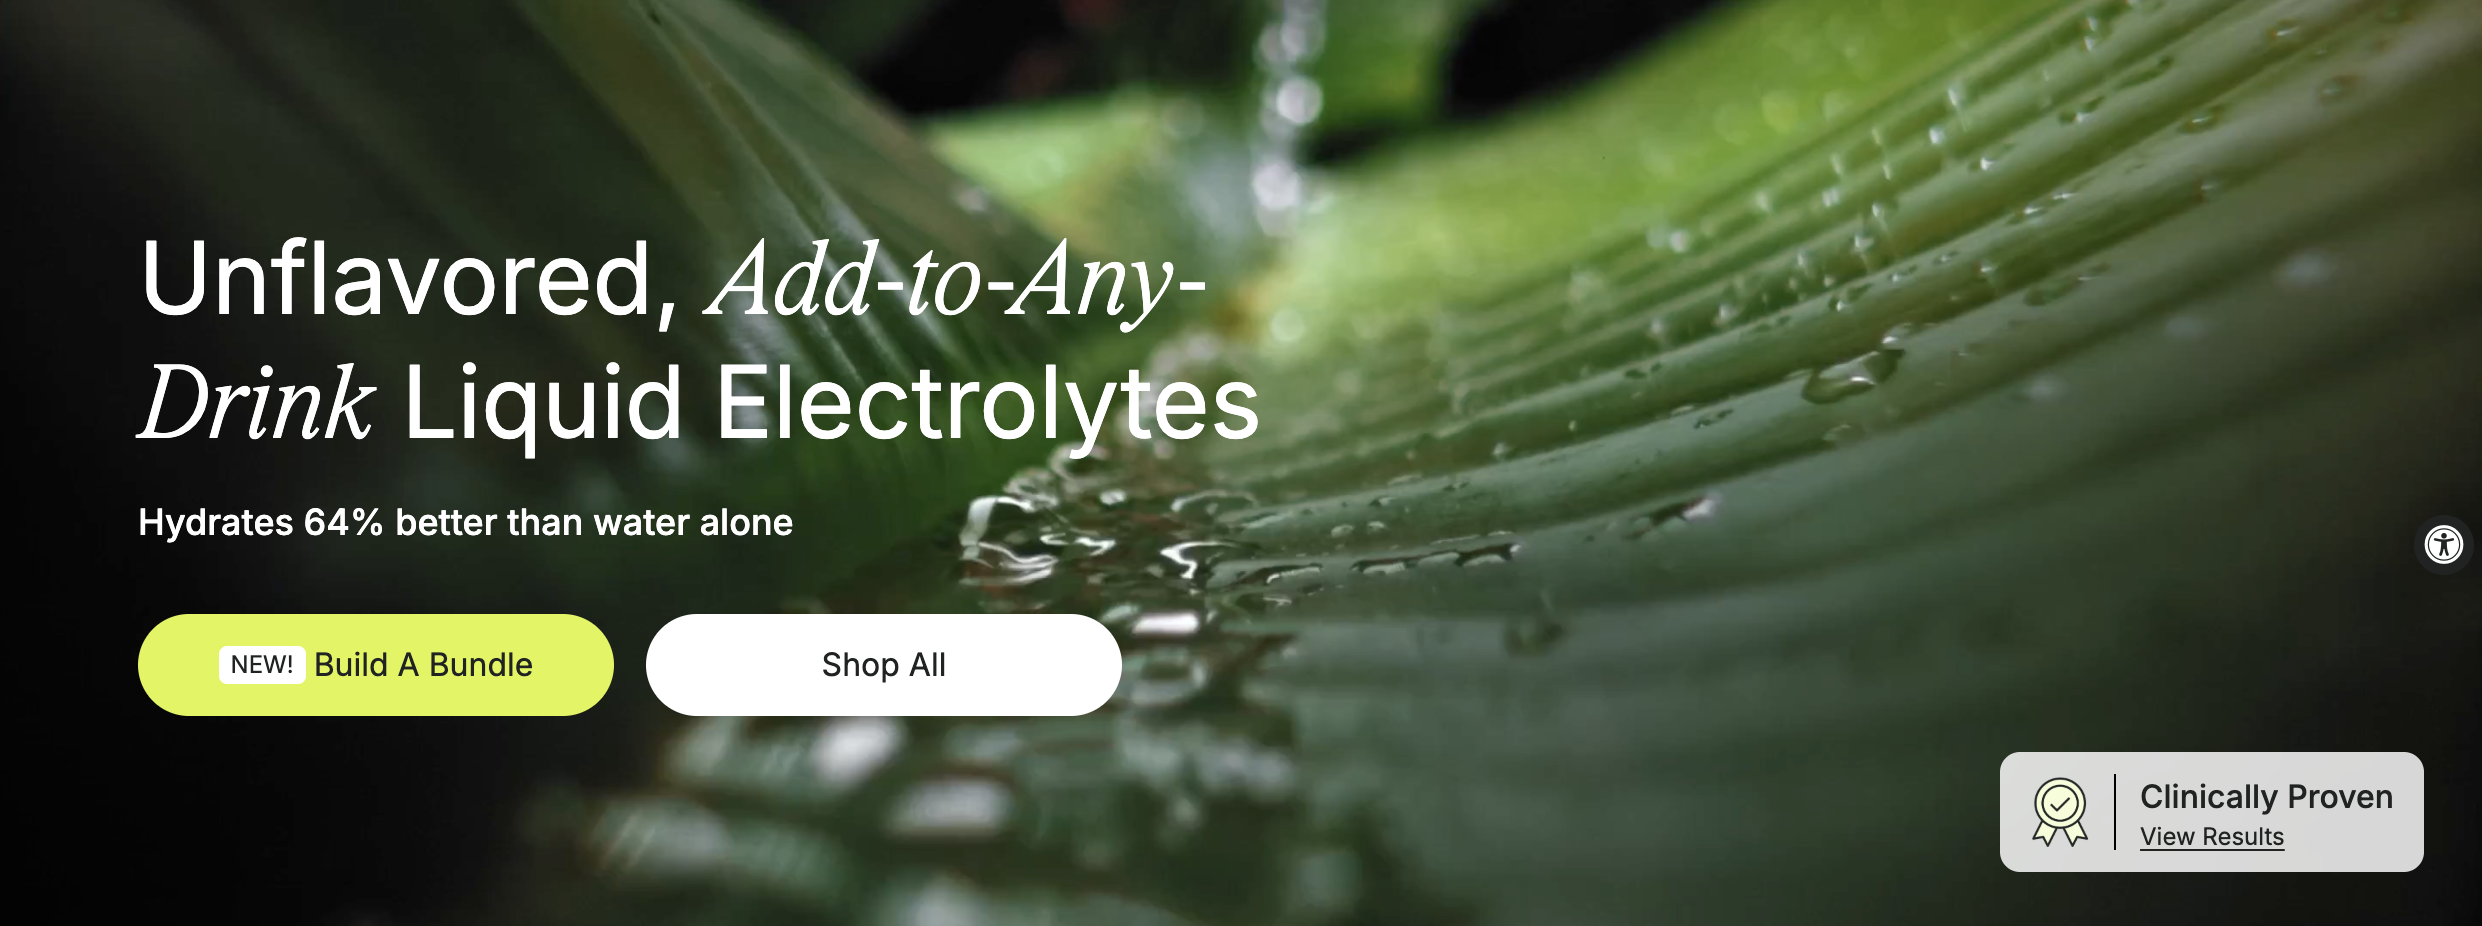 Unflavored, Add-to-Any-
Drink Liquid Electrolytes
Hydrates 64% better than water alone
NEW! Build A Bundle
Shop All
Clinically Proven
View Results